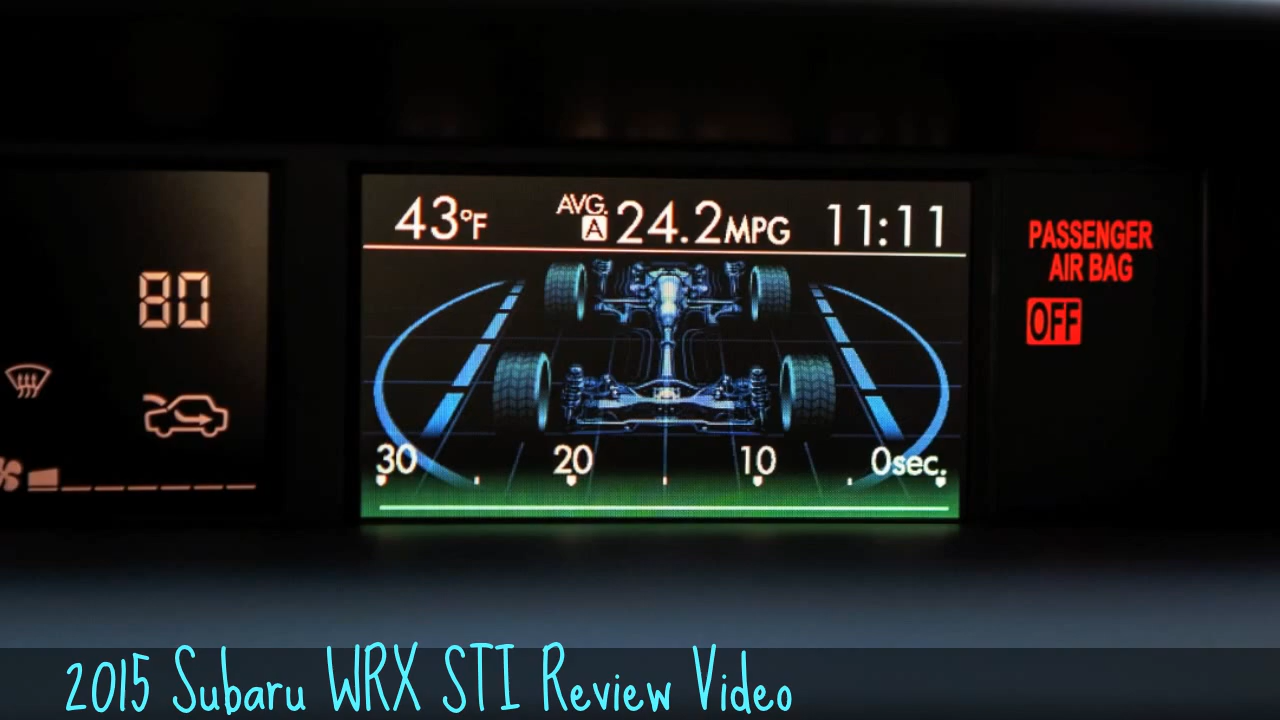 43°F AVG. A 24.2MPG 11:11
PASSENGER
AIR BAG
OFF
80
30 20 10 0sec.
2015 Subaru WRX STI Review Video